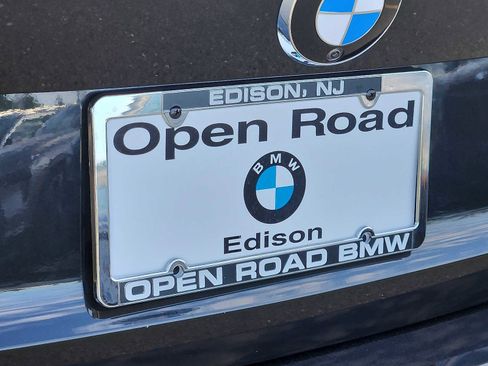 EDISON, NJ
Open Road
BMW
Edison
OPEN ROAD BMW